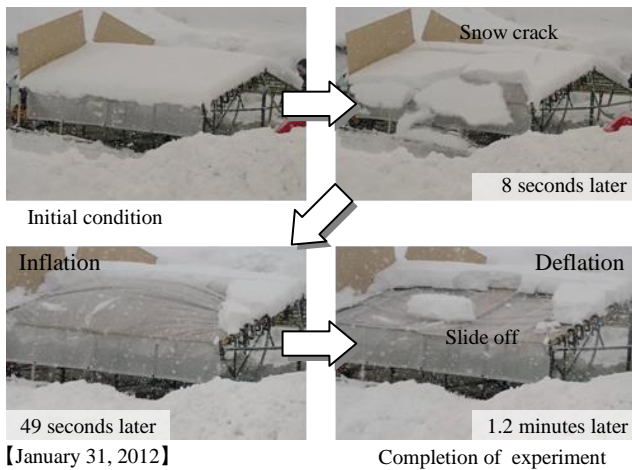 Snow crack
Initial condition
8 seconds later
Inflation
Deflation
Slide off
49 seconds later
1.2 minutes later
【January 31, 2012】
Completion of experiment